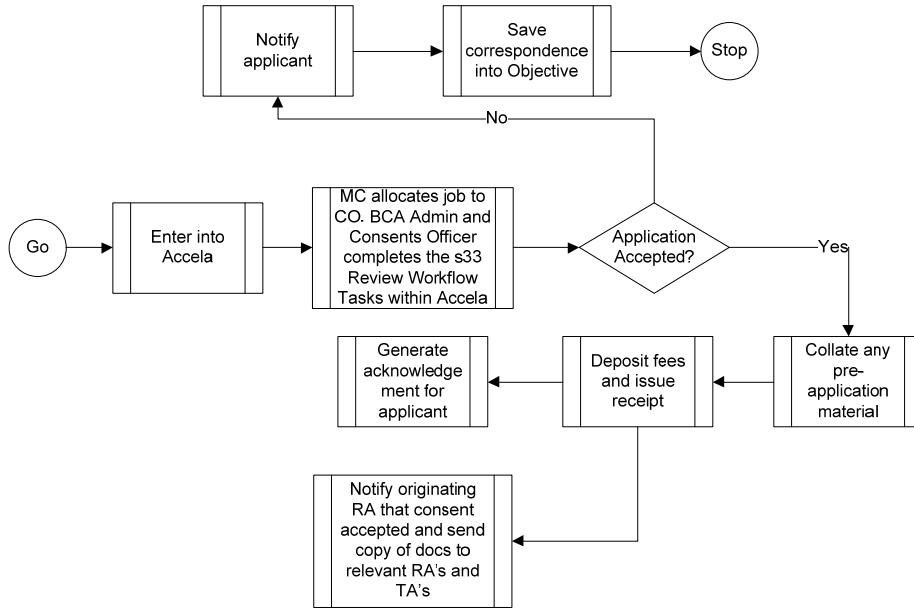 Notify
applicant
Save
correspondence
into Objective
Stop
No
Go
Enter into
Accela
MC allocates job to
CO. BCA Admin and
Consents Officer
completes the s33
Review Workflow
Tasks within Accela
Application
Accepted?
Yes
Generate
acknowledge
ment for
applicant
Deposit fees
and issue
receipt
Collate any
pre-
application
material
Notify originating
RA that consent
accepted and send
copy of docs to
relevant RA's and
TA's